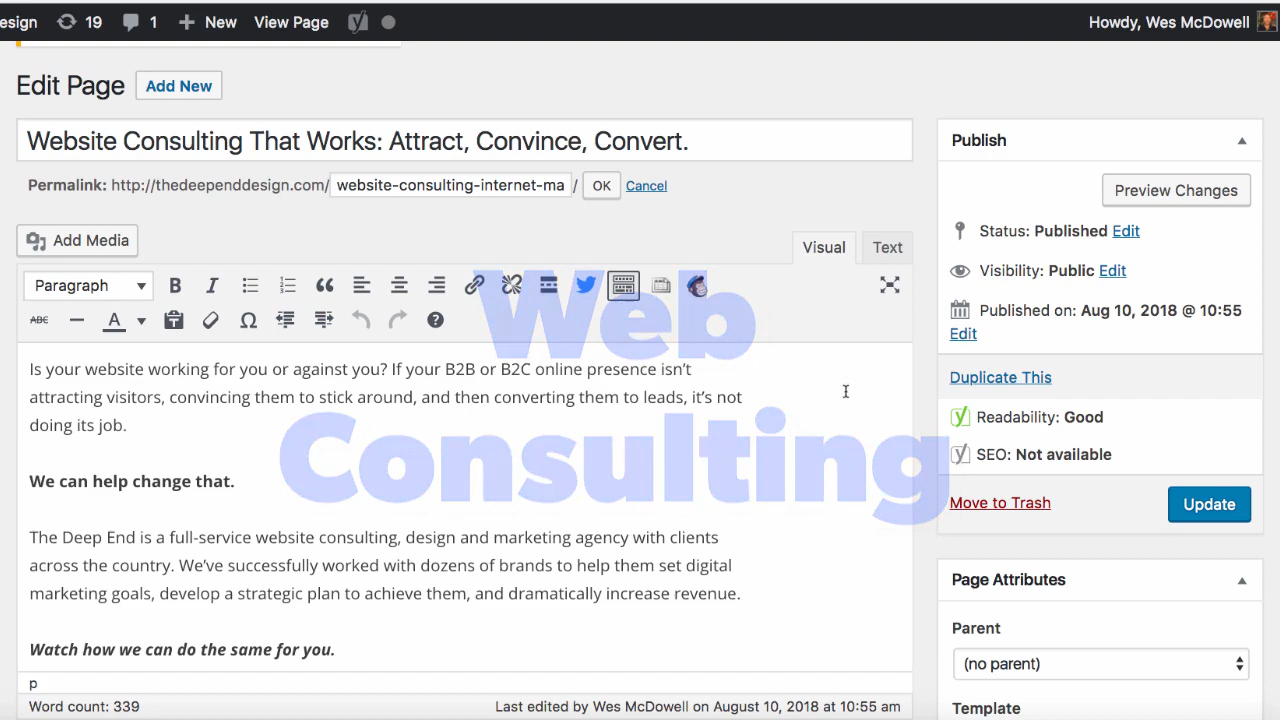 esign 19 1 New View Page Howdy, Wes McDowell
Edit Page Add New
Website Consulting That Works: Attract, Convince, Convert.
Permalink: http://thedeependdesign.com/ website-consulting-internet-ma / OK Cancel
Add Media
Visual Text
Paragraph B I
ABC A
Is your website working for you or against you? If your B2B or B2C online presence isn't
attracting visitors, convincing them to stick around, and then converting them to leads, it's not
doing its job.
We can help change that.
The Deep End is a full-service website consulting, design and marketing agency with clients
across the country. We've successfully worked with dozens of brands to help them set digital
marketing goals, develop a strategic plan to achieve them, and dramatically increase revenue.
Watch how we can do the same for you.
p
Word count: 339 Last edited by Wes McDowell on August 10, 2018 at 10:55 am
Web
Consulting
Publish
Preview Changes
Status: Published Edit
Visibility: Public Edit
Published on: Aug 10, 2018 @ 10:55
Edit
Duplicate This
Readability: Good
SEO: Not available
Move to Trash Update
Page Attributes
Parent
(no parent)
Template